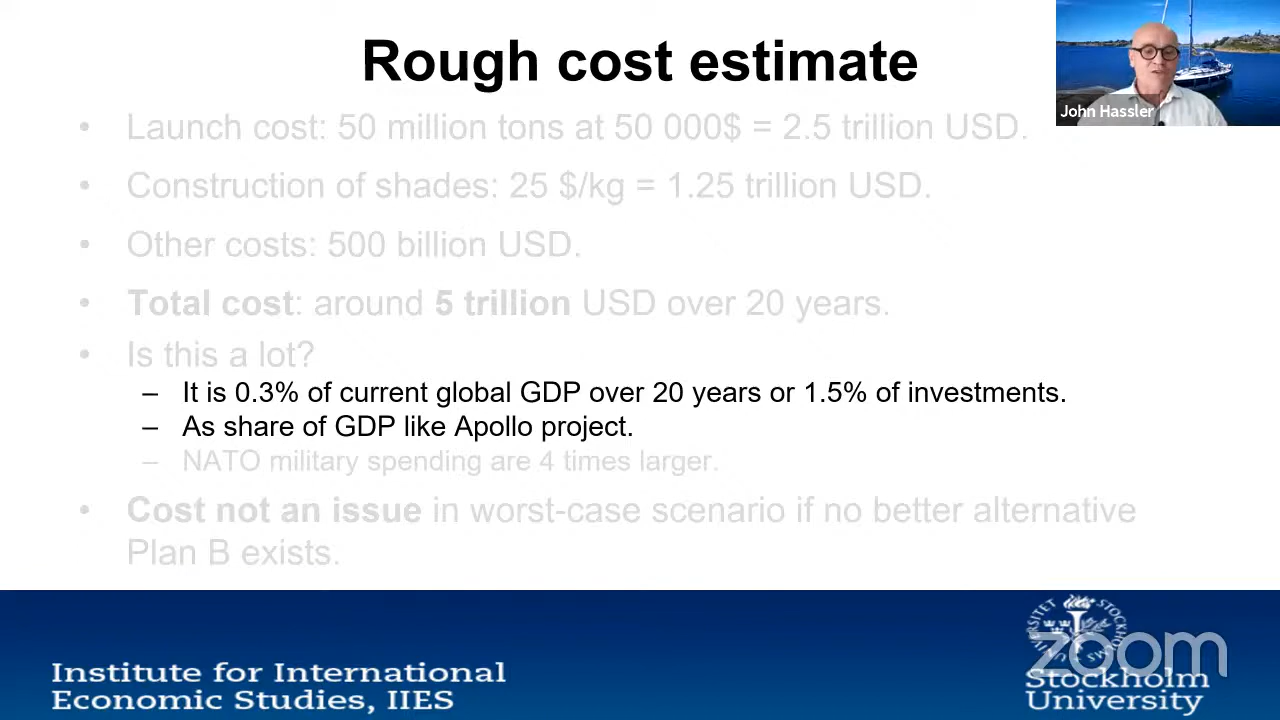 Rough cost estimate
John Hassler
• Launch cost: 50 million tons at 50 000$ = 2.5 trillion USD.
• Construction of shades: 25 $/kg = 1.25 trillion USD.
• Other costs: 500 billion USD.
• Total cost: around 5 trillion USD over 20 years.
• Is this a lot?
– It is 0.3% of current global GDP over 20 years or 1.5% of investments.
– As share of GDP like Apollo project.
– NATO military spending are 4 times larger.
• Cost not an issue in worst-case scenario if no better alternative
Plan B exists.
Institute for International
Economic Studies, IIES
zoom
Stockholm
University